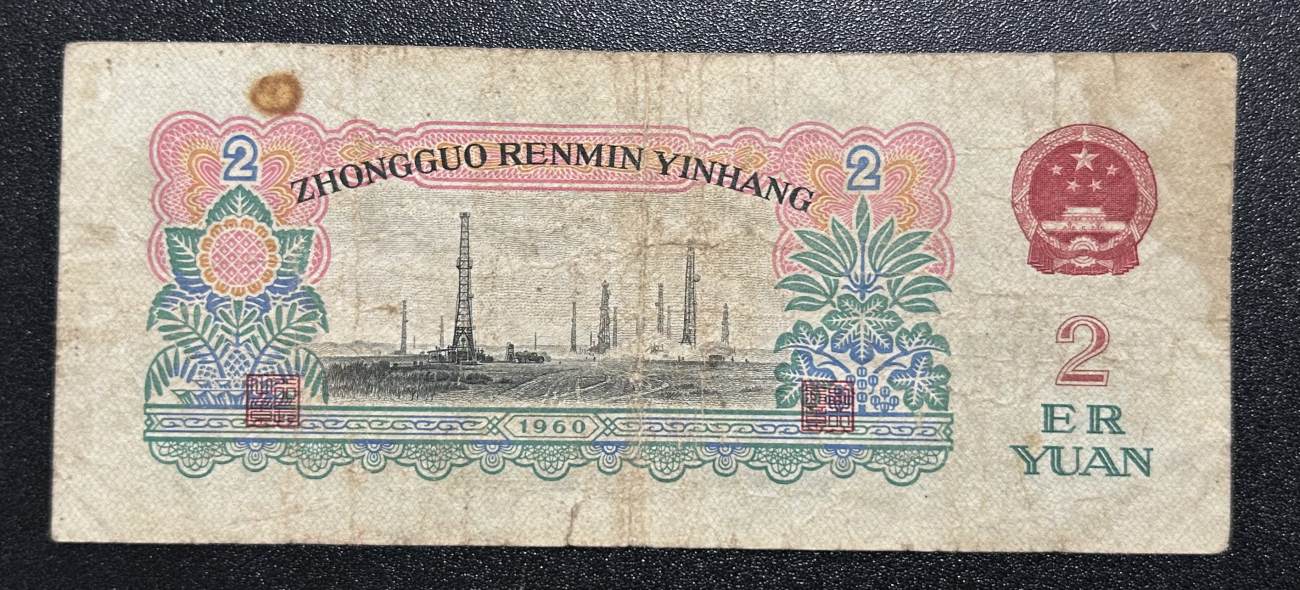 2
2
ZHONGGUO RENMIN YINHANG
1960
2
ER
YUAN